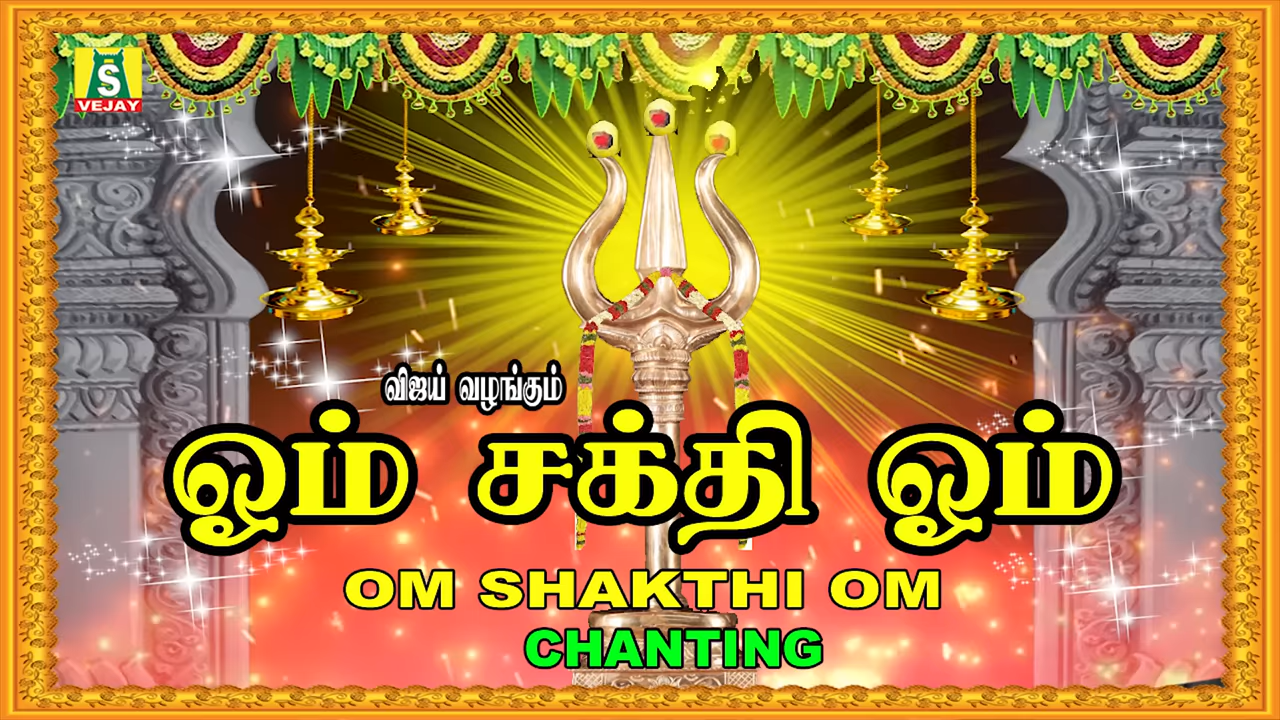 S
VEJAY
விஜய் வழங்கும்
ஓம் சக்தி ஓம்
OM SHAKTHI OM
CHANTING